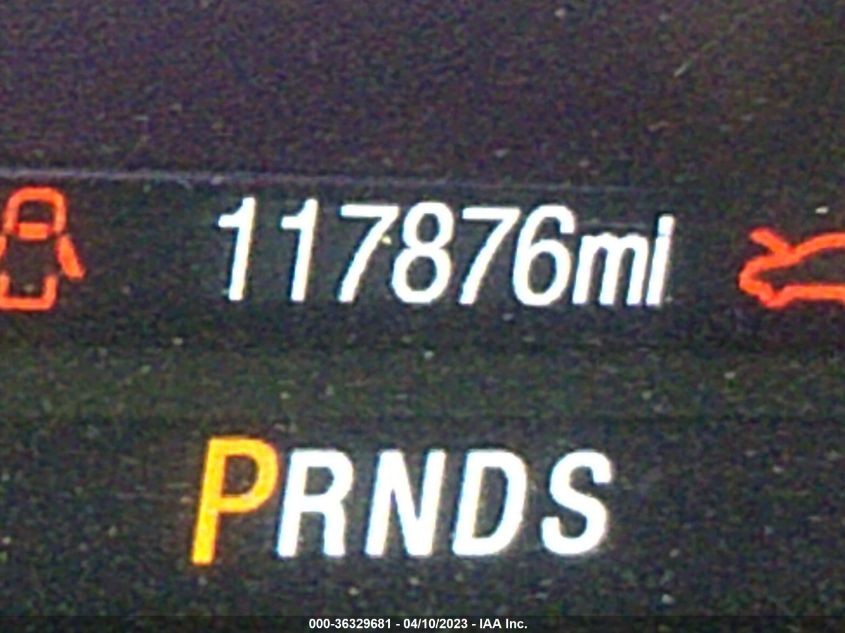 117876mi
PRNDS
000-36329681 - 04/10/2023 - IAA Inc.